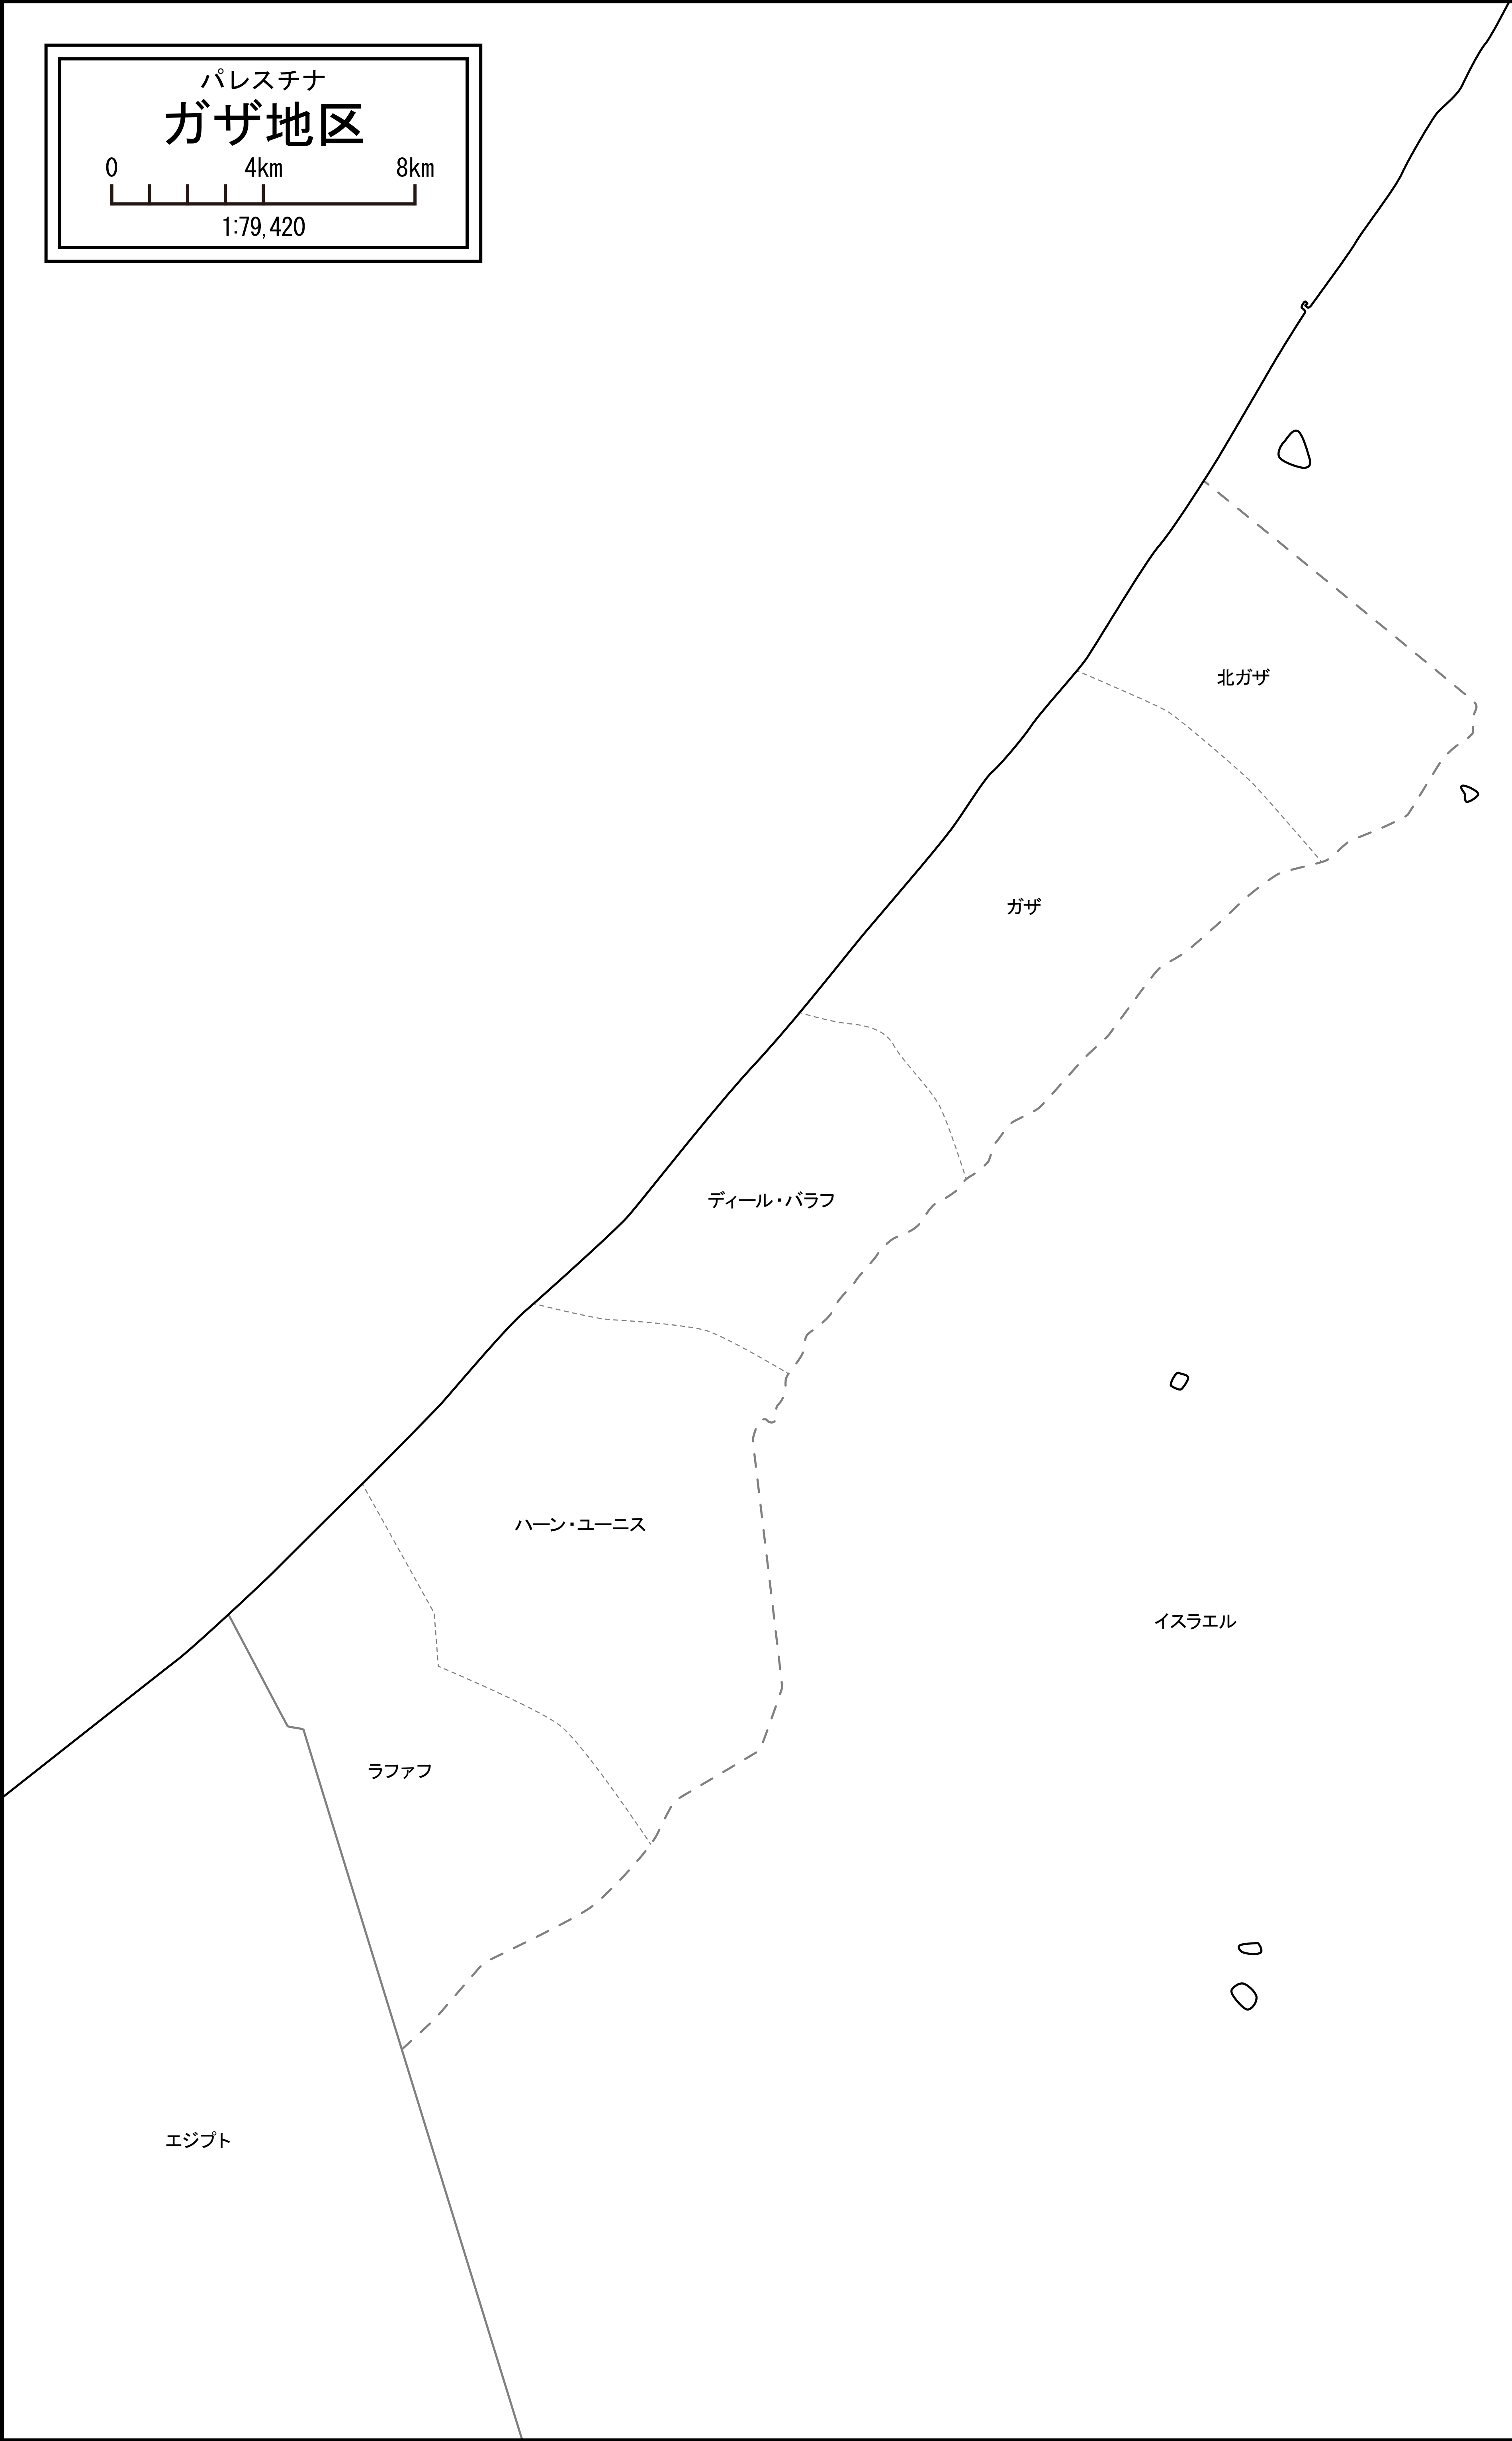 パレスチナ
ガザ地区
0 4km 8km
1:79,420
北ガザ
ガザ
ディール・バラフ
ハーン・ユーニス
イスラエル
ラファフ
エジプト